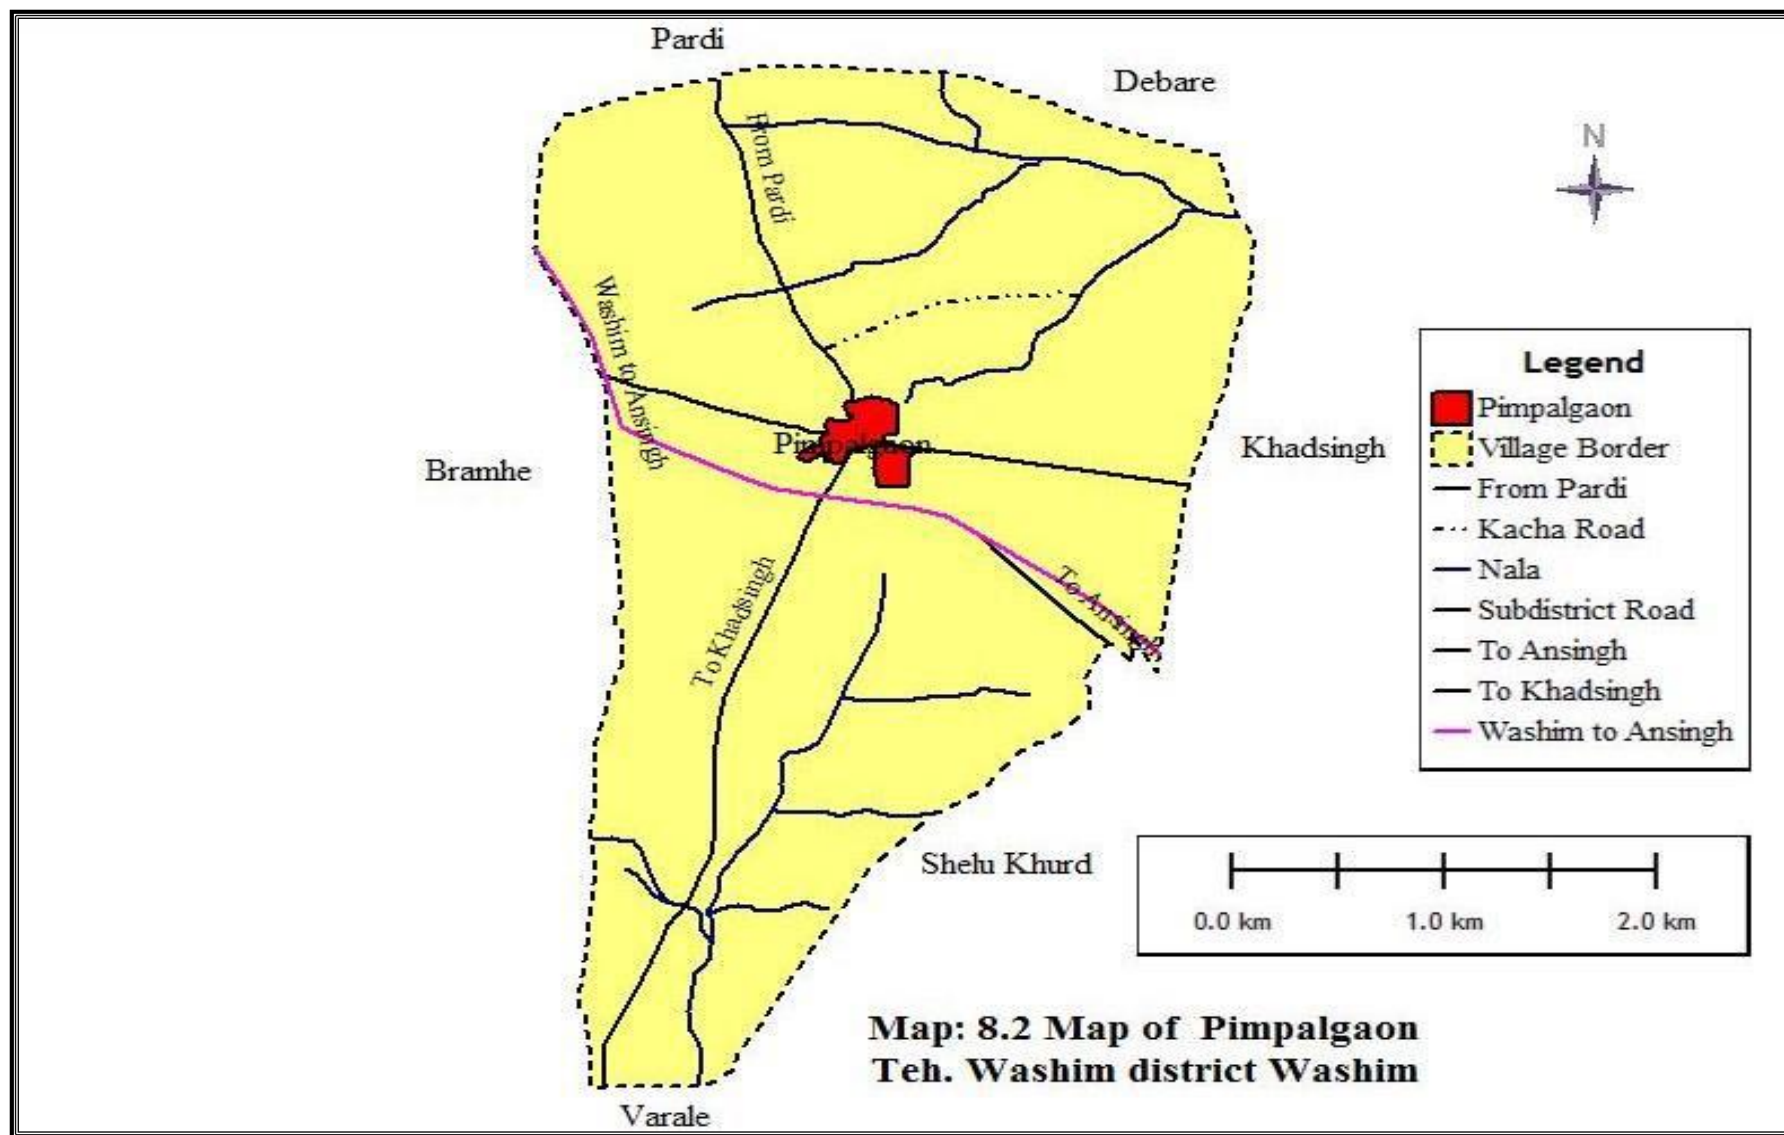 Pardi
Debare
N
From Pardi
Washim to Ansingh
Pimpalgaon
Bramhe
Khadsingh
To Ansingh
To Khadsingh
Shelu Khurd
Varale
Legend
Pimpalgaon
Village Border
From Pardi
Kacha Road
Nala
Subdistrict Road
To Ansingh
To Khadsingh
Washim to Ansingh
0.0 km 1.0 km 2.0 km
Map: 8.2 Map of Pimpalgaon
Teh. Washim district Washim